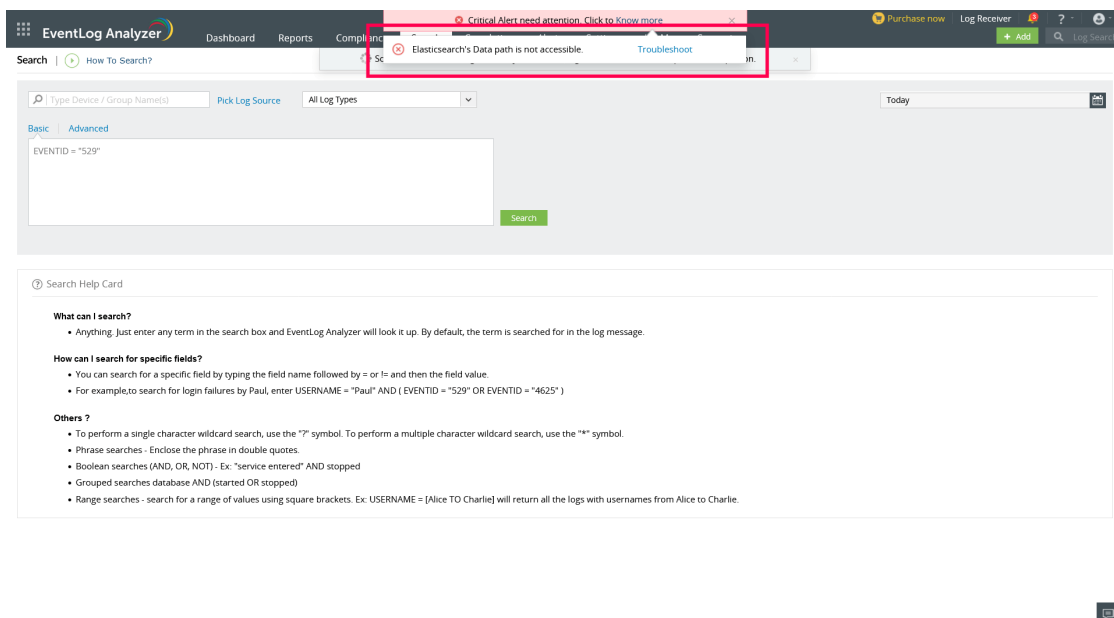 Critical Alert need attention. Click to Know more
Purchase now
Log Receiver
EventLog Analyzer
Dashboard
Reports
+ Add
Log Search
Elasticsearch's Data path is not accessible.
Troubleshoot
Search
How To Search?
Type Device / Group Name(s)
Pick Log Source
All Log Types
Today
Basic
Advanced
EVENTID = "529"
Search
Search Help Card
What can I search?
• Anything. Just enter any term in the search box and EventLog Analyzer will look it up. By default, the term is searched for in the log message.
How can I search for specific fields?
• You can search for a specific field by typing the field name followed by = or != and then the field value.
• For example,to search for login failures by Paul, enter USERNAME = "Paul" AND ( EVENTID = "529" OR EVENTID = "4625" )
Others ?
• To perform a single character wildcard search, use the "?" symbol. To perform a multiple character wildcard search, use the "*" symbol.
• Phrase searches - Enclose the phrase in double quotes.
• Boolean searches (AND, OR, NOT) - Ex: "service entered" AND stopped
• Grouped searches database AND (started OR stopped)
• Range searches - search for a range of values using square brackets. Ex: USERNAME = [Alice TO Charlie] will return all the logs with usernames from Alice to Charlie.